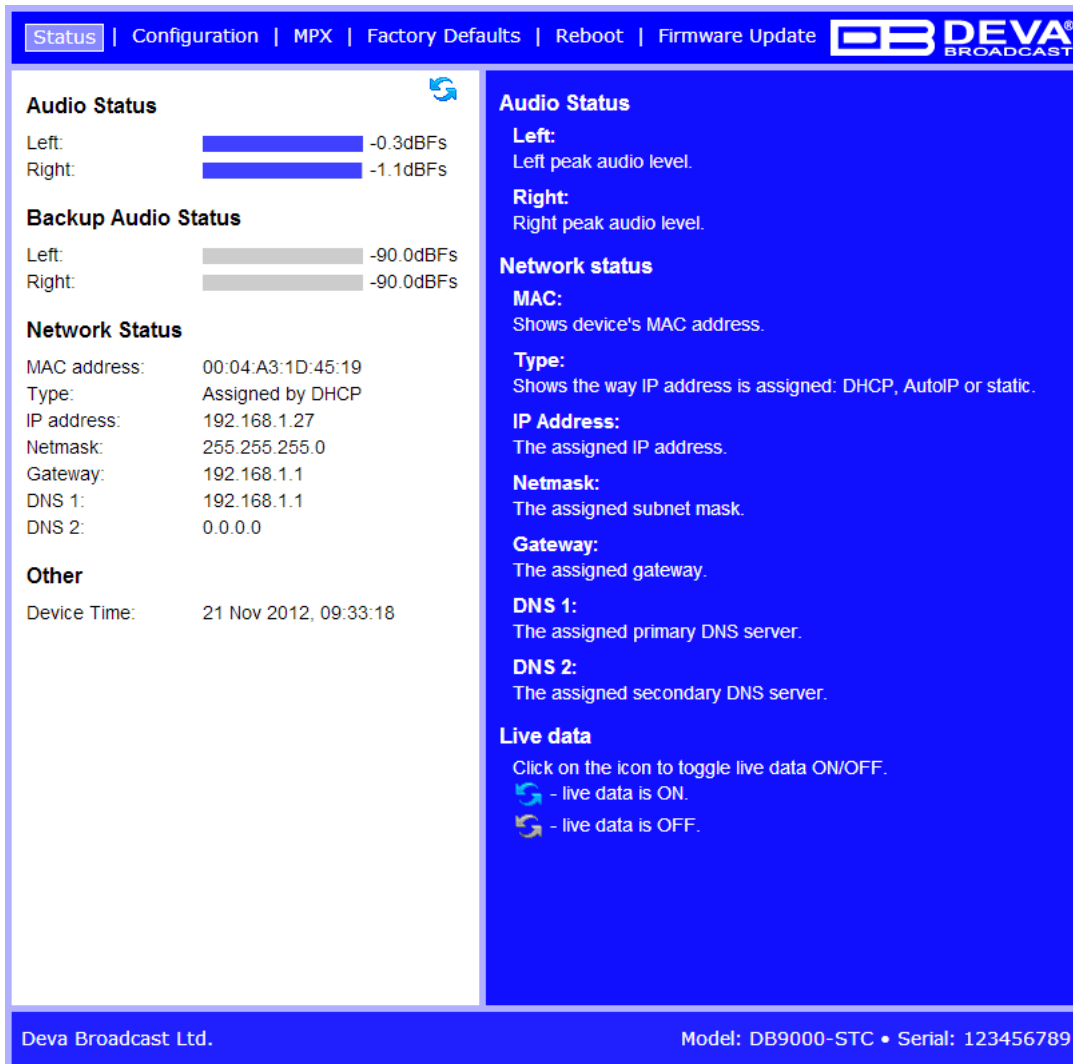 Status | Configuration | MPX | Factory Defaults | Reboot | Firmware Update
DEVA®
BROADCAST
Audio Status
Left: -0.3dBFs
Right: -1.1dBFs
Backup Audio Status
Left: -90.0dBFs
Right: -90.0dBFs
Network Status
MAC address: 00:04:A3:1D:45:19
Type: Assigned by DHCP
IP address: 192.168.1.27
Netmask: 255.255.255.0
Gateway: 192.168.1.1
DNS 1: 192.168.1.1
DNS 2: 0.0.0.0
Other
Device Time: 21 Nov 2012, 09:33:18
Audio Status
Left:
Left peak audio level.
Right:
Right peak audio level.
Network status
MAC:
Shows device's MAC address.
Type:
Shows the way IP address is assigned: DHCP, AutoIP or static.
IP Address:
The assigned IP address.
Netmask:
The assigned subnet mask.
Gateway:
The assigned gateway.
DNS 1:
The assigned primary DNS server.
DNS 2:
The assigned secondary DNS server.
Live data
Click on the icon to toggle live data ON/OFF.
- live data is ON.
- live data is OFF.
Deva Broadcast Ltd.
Model: DB9000-STC • Serial: 123456789